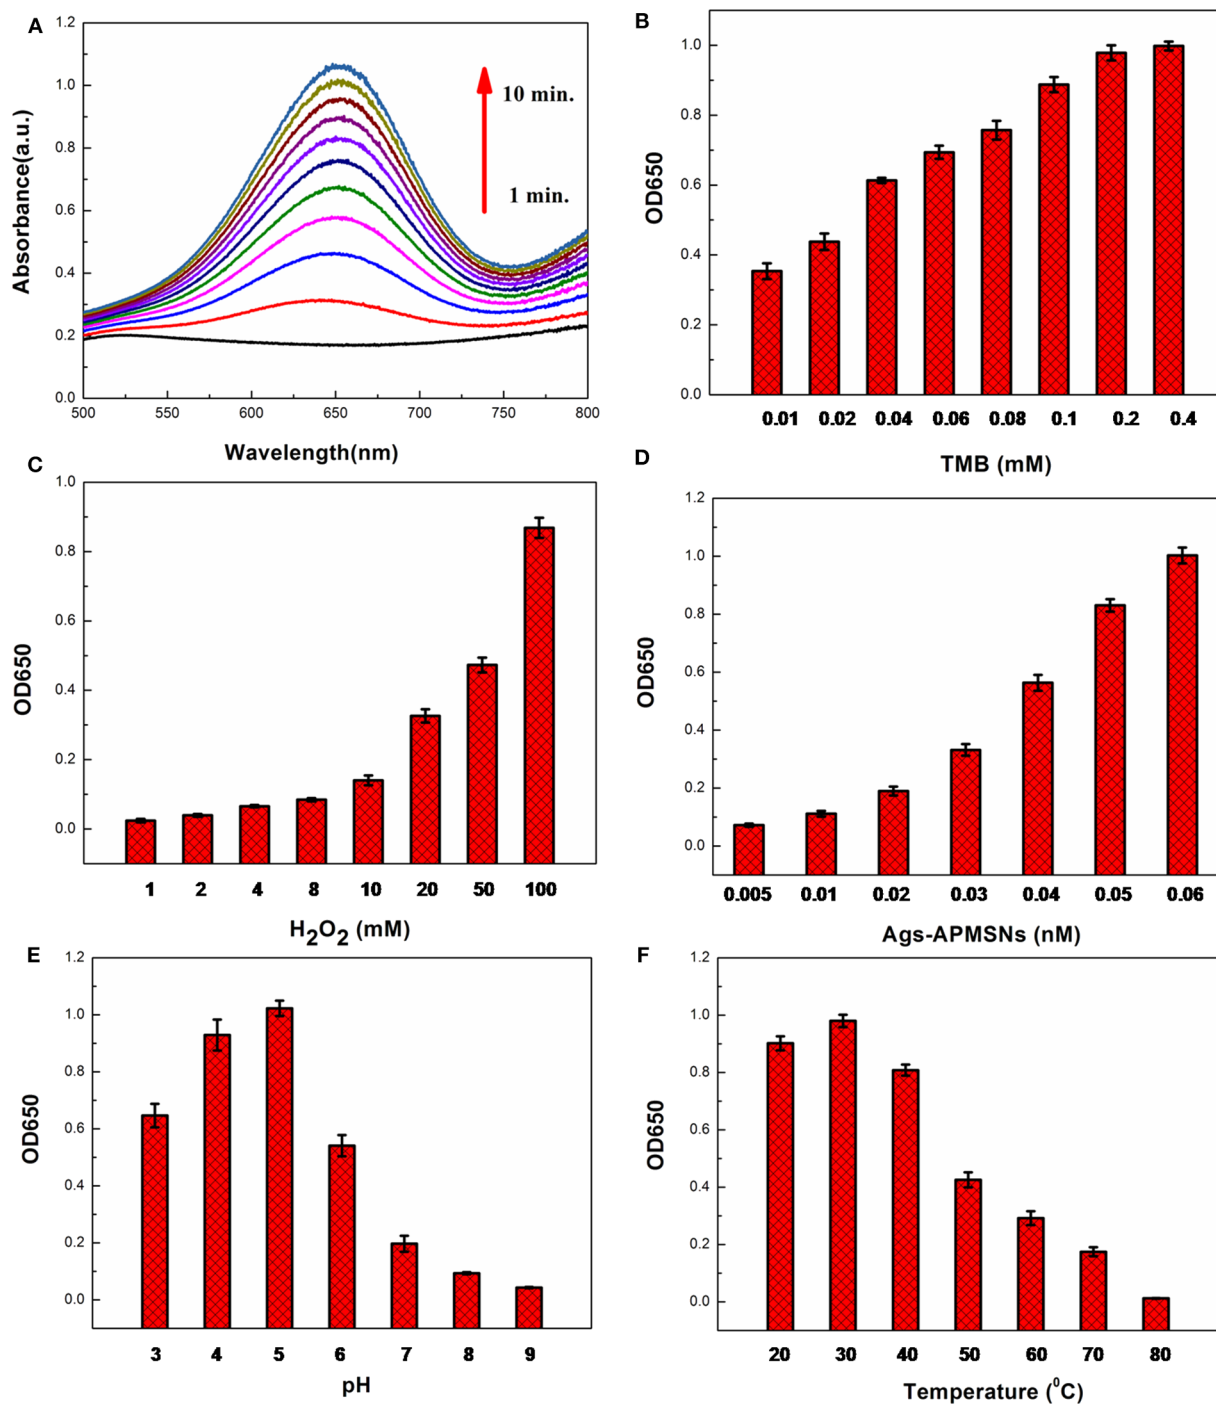 A
Absorbance(a.u.)
1.2
1.0
0.8
0.6
0.4
0.2
0.0
10 min.
1 min.
500 550 600 650 700 750 800
Wavelength(nm)
B
OD650
1.0
0.8
0.6
0.4
0.2
0.0
0.01 0.02 0.04 0.06 0.08 0.1 0.2 0.4
TMB (mM)
C
OD650
1.0
0.8
0.6
0.4
0.2
0.0
1 2 4 8 10 20 50 100
H₂O₂ (mM)
D
OD650
1.2
1.0
0.8
0.6
0.4
0.2
0.0
0.005 0.01 0.02 0.03 0.04 0.05 0.06
Ags-APMSNs (nM)
E
OD650
1.2
1.0
0.8
0.6
0.4
0.2
0.0
3 4 5 6 7 8 9
pH
F
OD650
1.2
1.0
0.8
0.6
0.4
0.2
0.0
20 30 40 50 60 70 80
Temperature (⁰C)